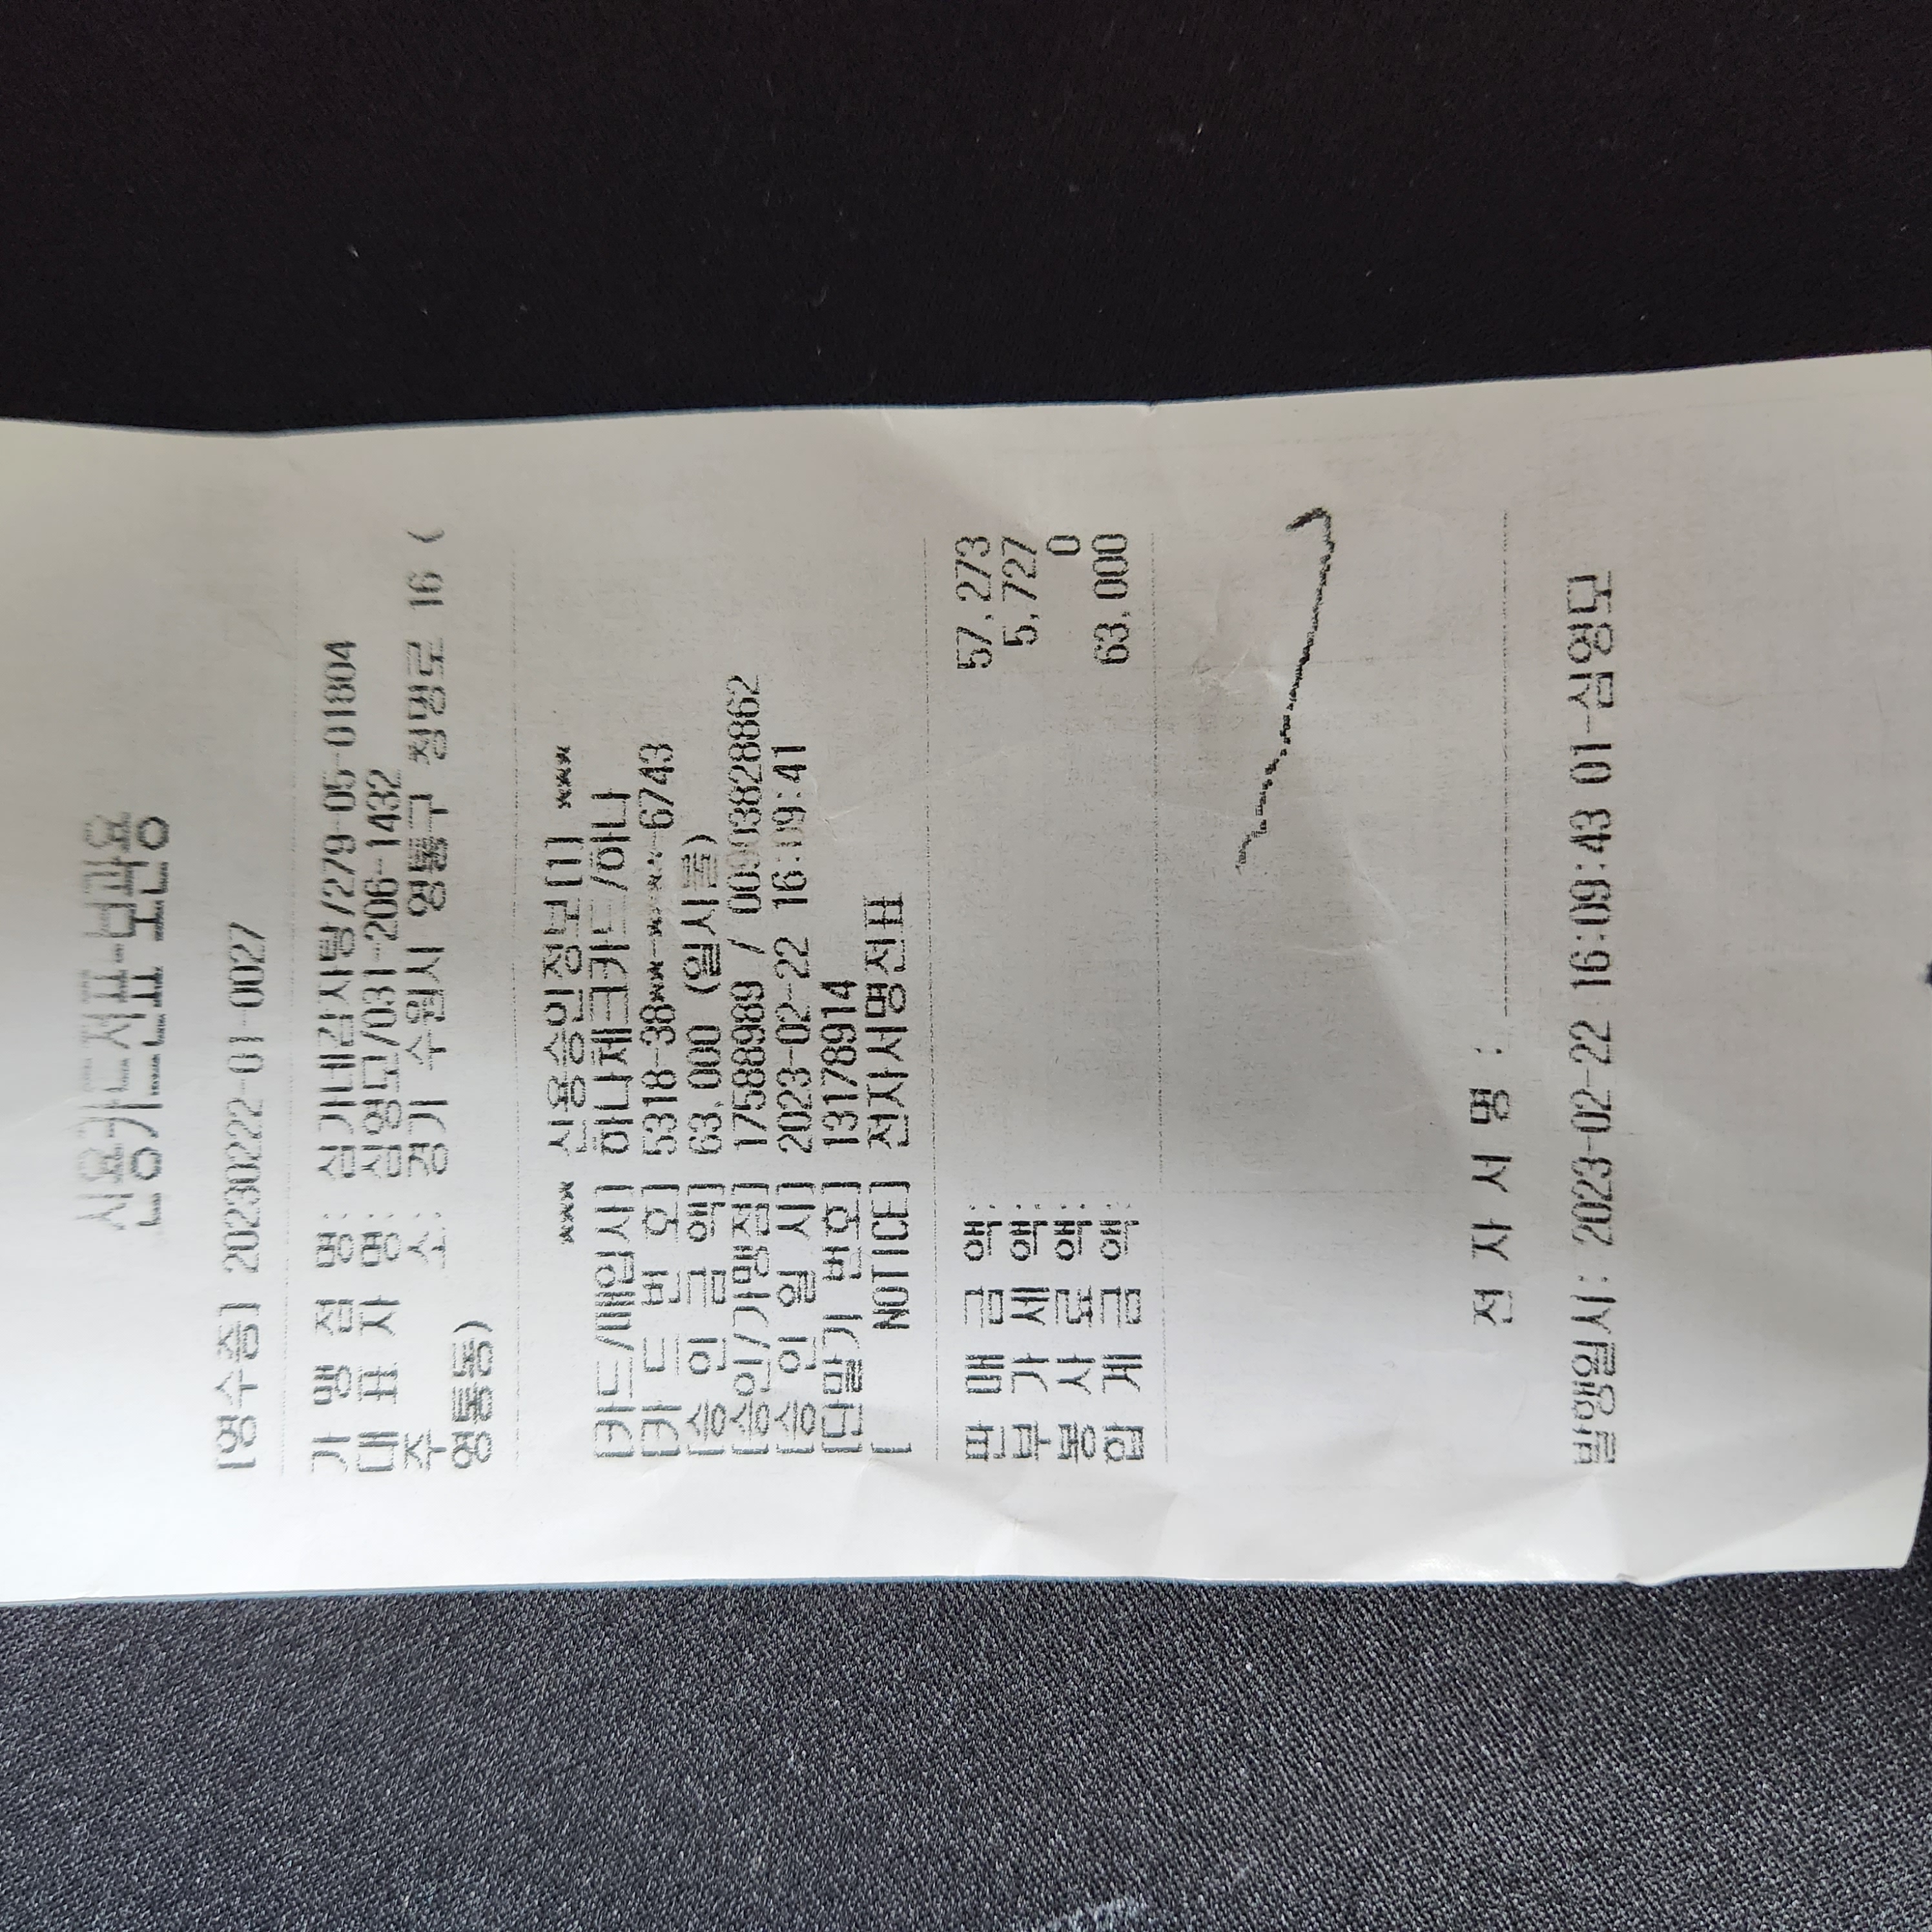 신용카드전표-보관용
[영수증] 20230222-01-0027
가 맹 점 명: 심가네감자탕/279-05-01804
대 표 자 명: 심영모/031-206-1432
주 소: 경기 수원시 영통구 청명로 16 (
영통동)
*** 신용승인정보[1] ***
[카드/매입사] 하나체크카드/하나
[카 드 번 호] 5318-38**-****-6743
[승 인 금 액] 63,000 (일시불)
[승인/가맹점] 17588989 / 00903828862
[승 인 일 시] 2023-02-22 16:09:41
[단말기 번호] 13178914
[ NOTICE] 전자서명전표
판 매 금 액: 57,273
부 가 세 액: 5,727
봉 사 료 액: 0
합 계 금 액: 63,000
전 자 서 명 :
발행일시: 2023-02-22 16:09:43 01-심영모